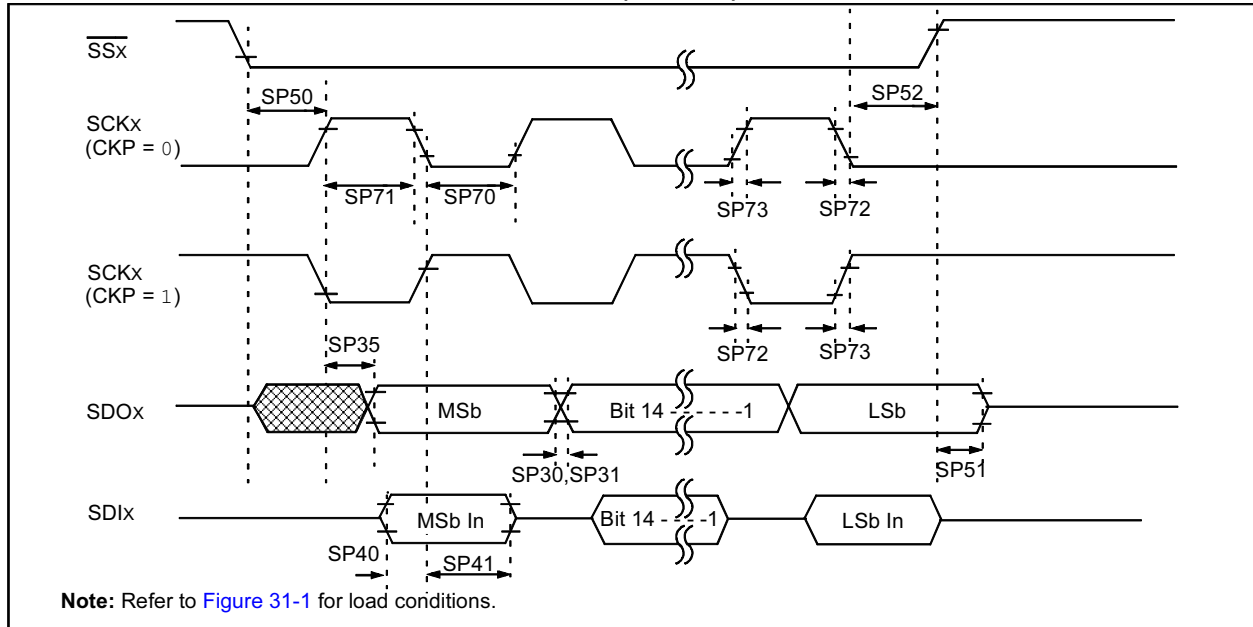 SSx
SP50
SP52
SCKx
(CKP = 0)
SP71
SP70
SP73
SP72
SCKx
(CKP = 1)
SP35
SP72
SP73
SDOx
MSb
Bit 14 - - - - - -1
LSb
SP30,SP31
SP51
SDIx
MSb In
Bit 14 - - - -1
LSb In
SP40
SP41
Note: Refer to Figure 31-1 for load conditions.